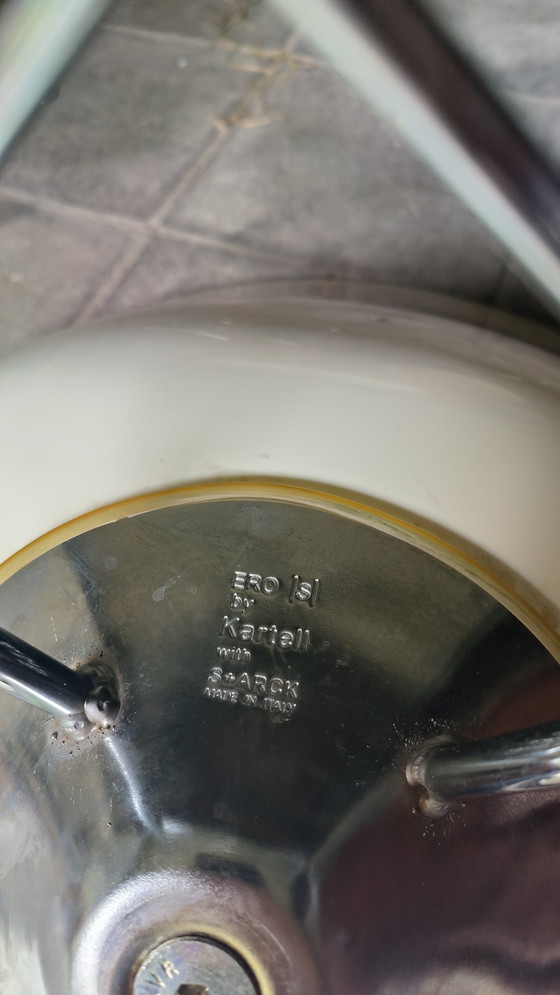 ERO |S|
by
Kartell
with
S+ARCK
MADE IN ITALY